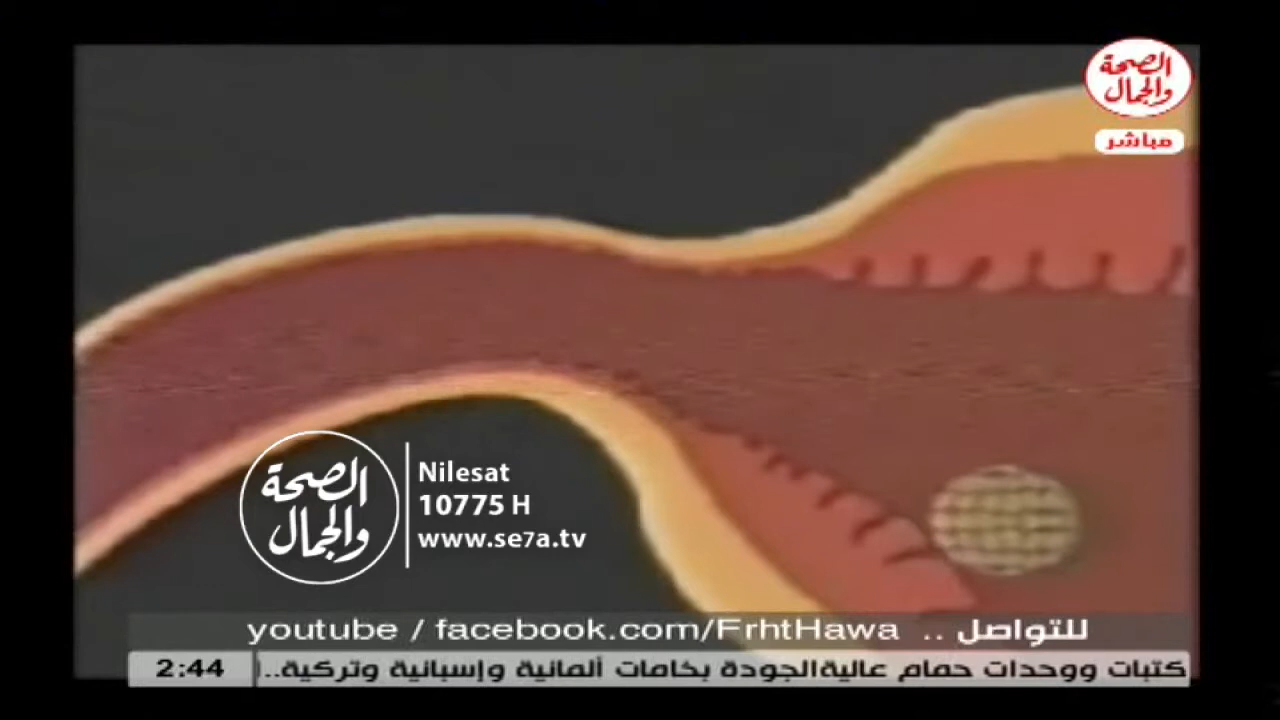 الصحة
والجمال
مباشر
الصحة
والجمال
Nilesat
10775 H
www.se7a.tv
للتواصل .. youtube / facebook.com/FrhtHawa
كتبات ووحدات حمام عالية الجودة بخامات ألمانية وإسبانية وتركية..
2:44